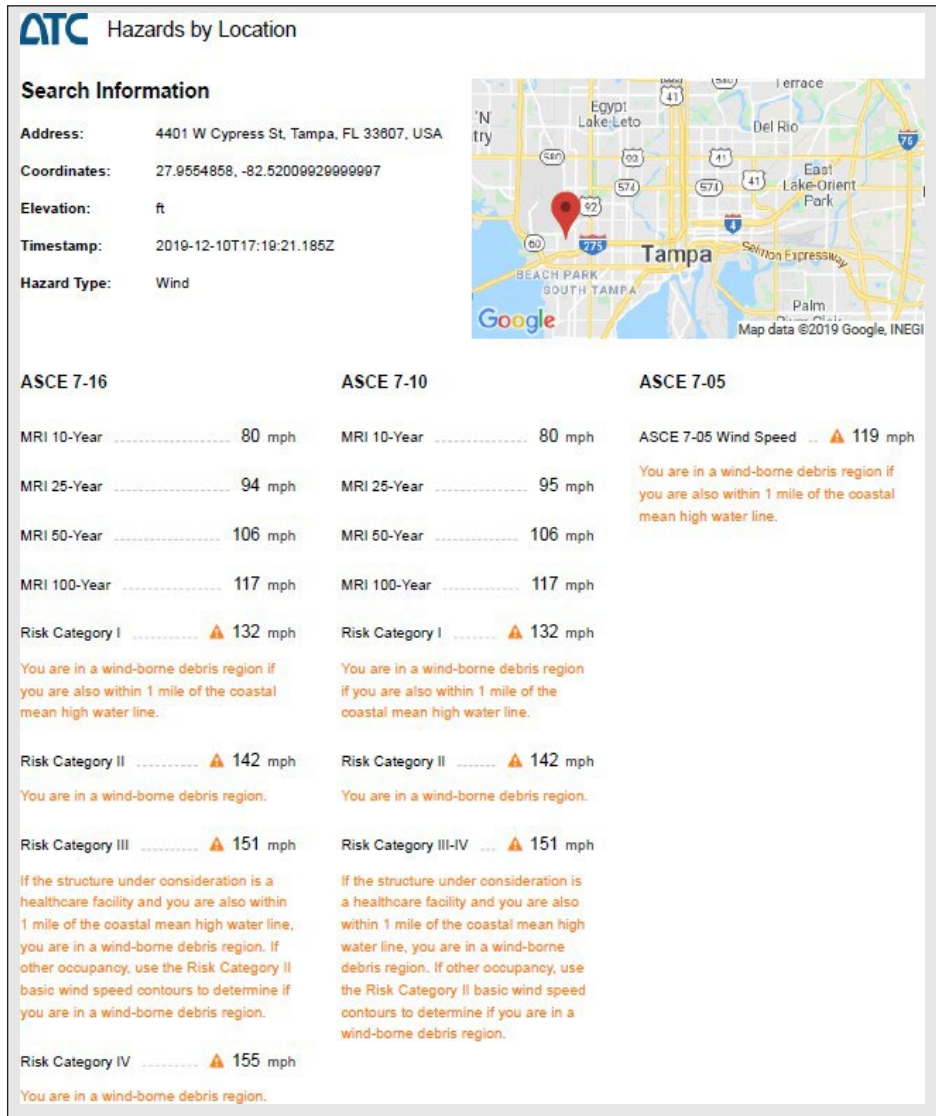 ATC Hazards by Location
Search Information
Address: 4401 W Cypress St, Tampa, FL 33607, USA
Coordinates: 27.9554858, -82.52009929999997
Elevation: ft
Timestamp: 2019-12-10T17:19:21.185Z
Hazard Type: Wind
Terrace
41
'N'
try
Egypt
Lake-Leto
Del Rio
75
580
92
41
East
Lake-Orient
Park
574
574
41
92
4
60
275
Tampa
Selmon Expressway
BEACH PARK
SOUTH TAMPA
Palm
Google
Map data ©2019 Google, INEGI
ASCE 7-16
MRI 10-Year 80 mph
MRI 25-Year 94 mph
MRI 50-Year 106 mph
MRI 100-Year 117 mph
Risk Category I 132 mph
You are in a wind-borne debris region if
you are also within 1 mile of the coastal
mean high water line.
Risk Category II 142 mph
You are in a wind-borne debris region.
Risk Category III 151 mph
If the structure under consideration is a
healthcare facility and you are also within
1 mile of the coastal mean high water line,
you are in a wind-borne debris region. If
other occupancy, use the Risk Category II
basic wind speed contours to determine if
you are in a wind-borne debris region.
Risk Category IV 155 mph
You are in a wind-borne debris region.
ASCE 7-10
MRI 10-Year 80 mph
MRI 25-Year 95 mph
MRI 50-Year 106 mph
MRI 100-Year 117 mph
Risk Category I 132 mph
You are in a wind-borne debris region
if you are also within 1 mile of the
coastal mean high water line.
Risk Category II 142 mph
You are in a wind-borne debris region.
Risk Category III-IV 151 mph
If the structure under consideration is
a healthcare facility and you are also
within 1 mile of the coastal mean high
water line, you are in a wind-borne
debris region. If other occupancy, use
the Risk Category II basic wind speed
contours to determine if you are in a
wind-borne debris region.
ASCE 7-05
ASCE 7-05 Wind Speed 119 mph
You are in a wind-borne debris region if
you are also within 1 mile of the coastal
mean high water line.